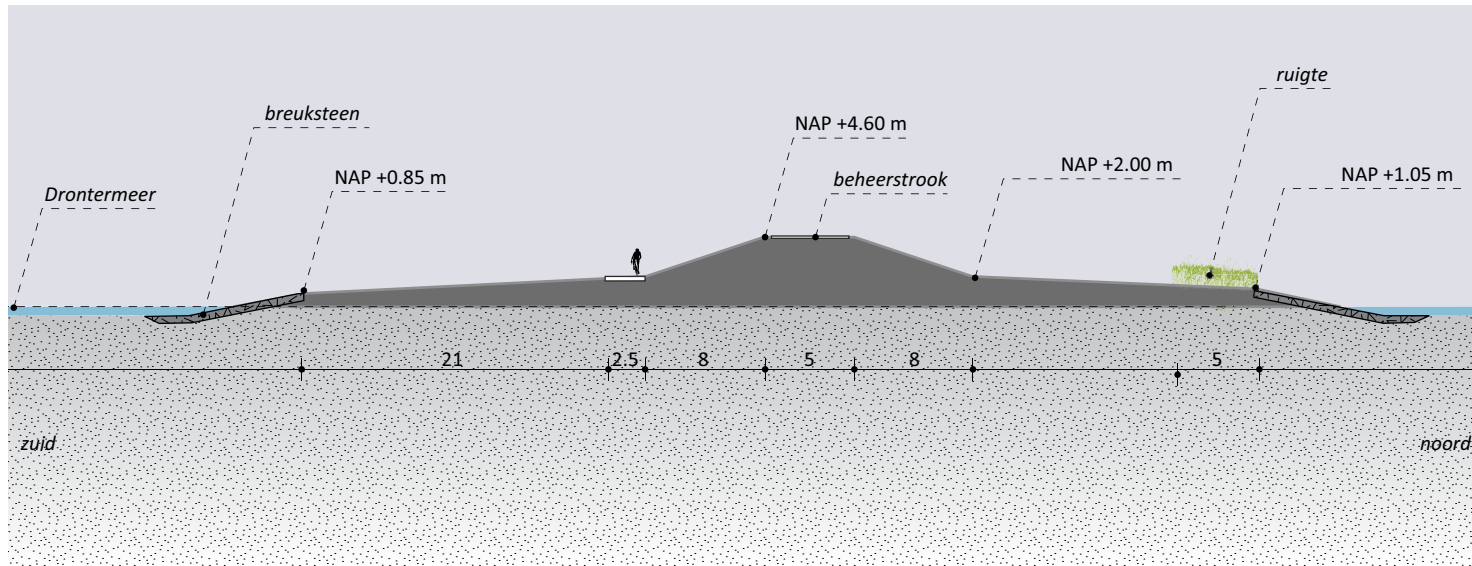 ruigte
breuksteen
NAP +4.60 m
NAP +2.00 m
NAP +1.05 m
NAP +0.85 m
beheerstrook
Drontermeer
21
2.5
8
5
8
5
zuid
noord